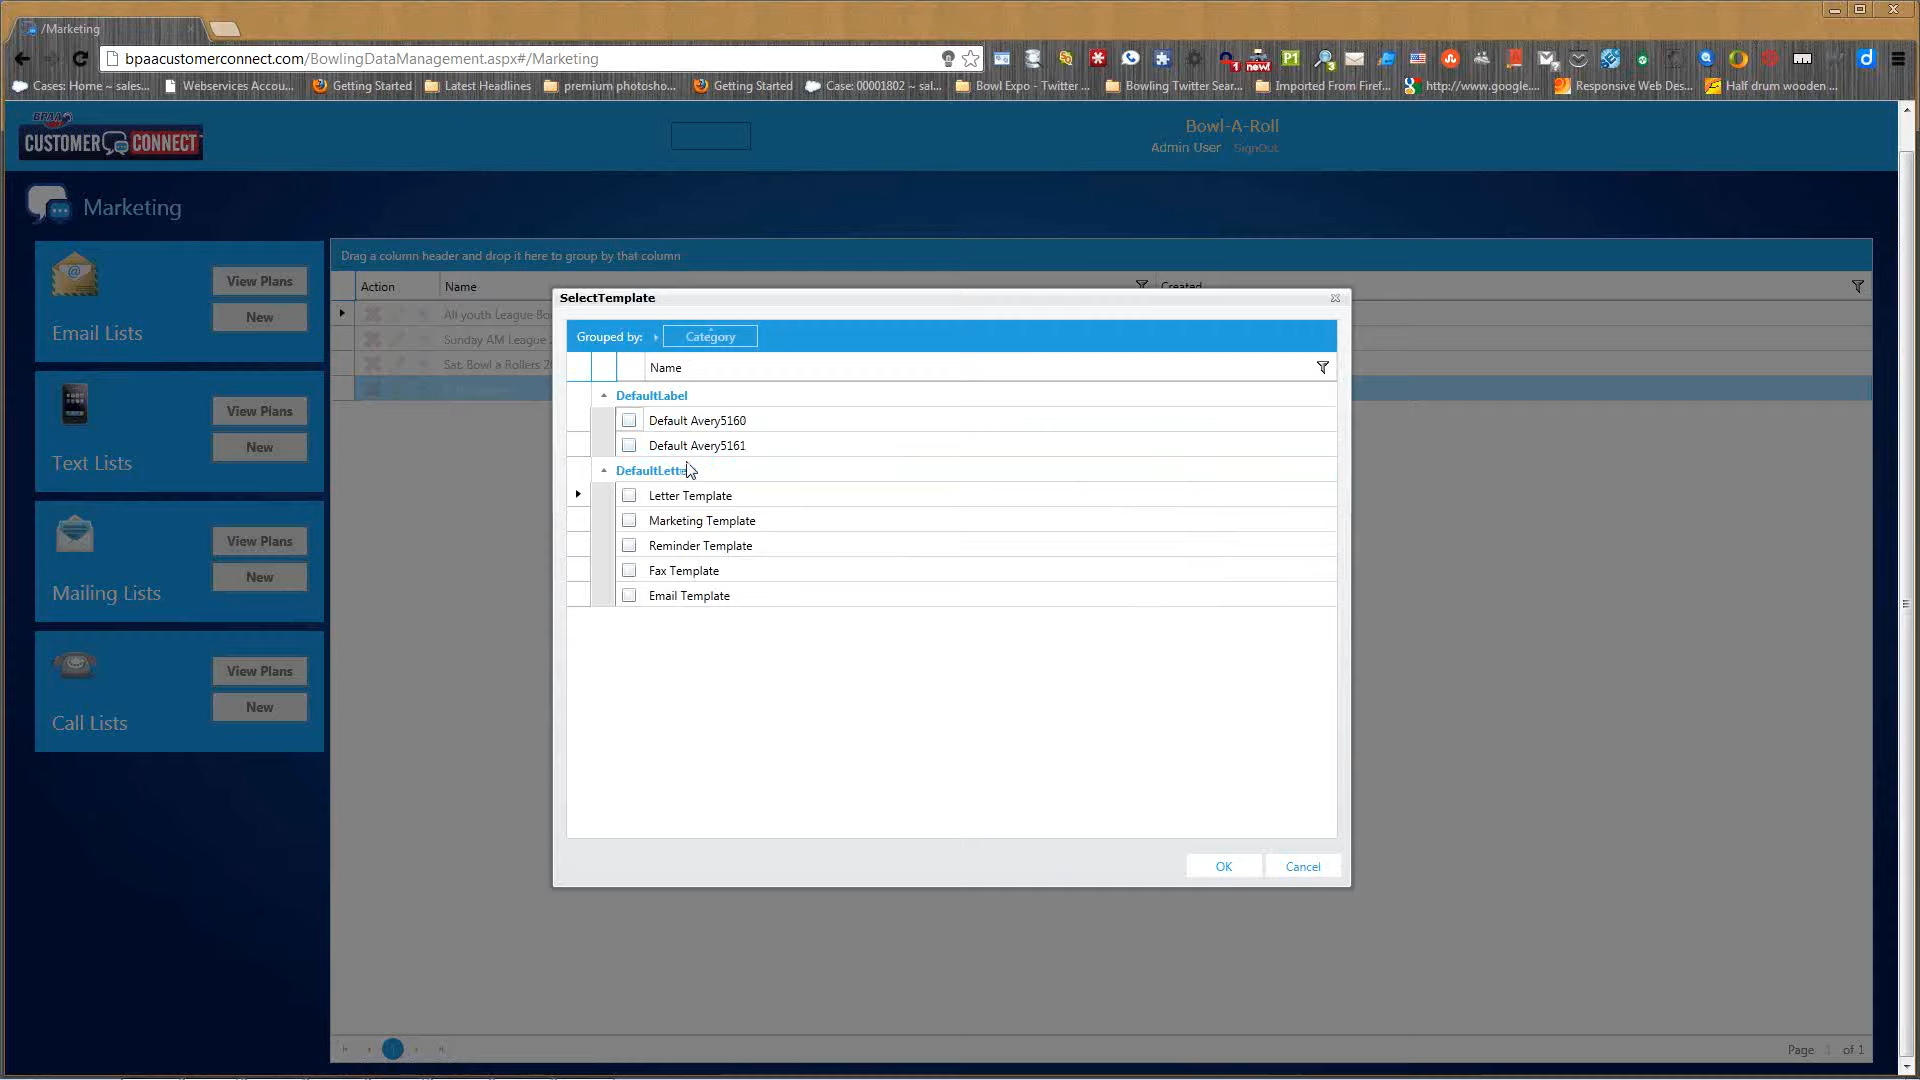 /Marketing
bpaacustomerconnect.com/BowlingDataManagement.aspx#/Marketing
Cases: Home ~ sales...
Webservices Accou...
Getting Started
Latest Headlines
premium photosho...
Getting Started
Case: 00001802 ~ sal...
Bowl Expo - Twitter ...
Bowling Twitter Sear...
Imported From Firef...
http://www.google....
Responsive Web Des...
Half drum wooden ...
BPAA
CUSTOMER CONNECT
Bowl-A-Roll
Admin User SignOut
Marketing
View Plans
New
Email Lists
View Plans
New
Text Lists
View Plans
New
Mailing Lists
View Plans
New
Call Lists
Drag a column header and drop it here to group by that column
Action
Name
Created
All youth League Bo
Sunday AM League
Sat. Bowl a Rollers
SelectTemplate
Grouped by:
Category
Name
DefaultLabel
Default Avery5160
Default Avery5161
DefaultLette
Letter Template
Marketing Template
Reminder Template
Fax Template
Email Template
OK
Cancel
Page 1 of 1